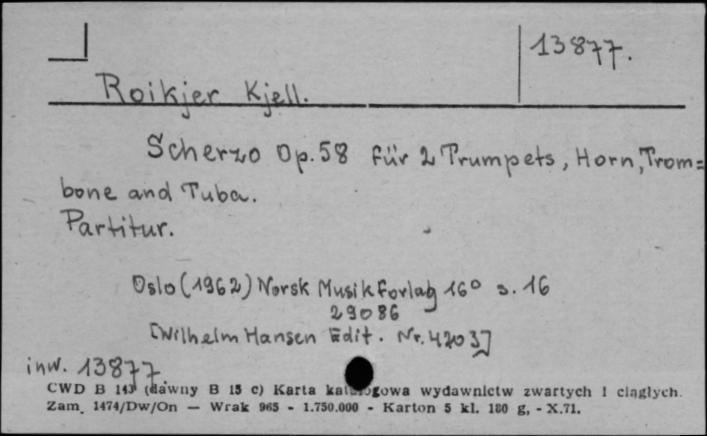 13877.
Roikjer Kjell.
Scherzo Op. 58 für 2 Trumpets, Horn, Trom=
bone and Tuba.
Partitur.
Oslo (1962) Norsk Musikforlag 16° s. 16
29086
[Wilhelm Hansen Edit. Nr. 4203]
inw. 13877
CWD B 143 (dawny B 15 c) Karta katalogowa wydawnictw zwartych i ciągłych.
Zam. 1474/Dw/On — Wrak 965 - 1.750.000 - Karton 5 kl. 180 g, - X.71.